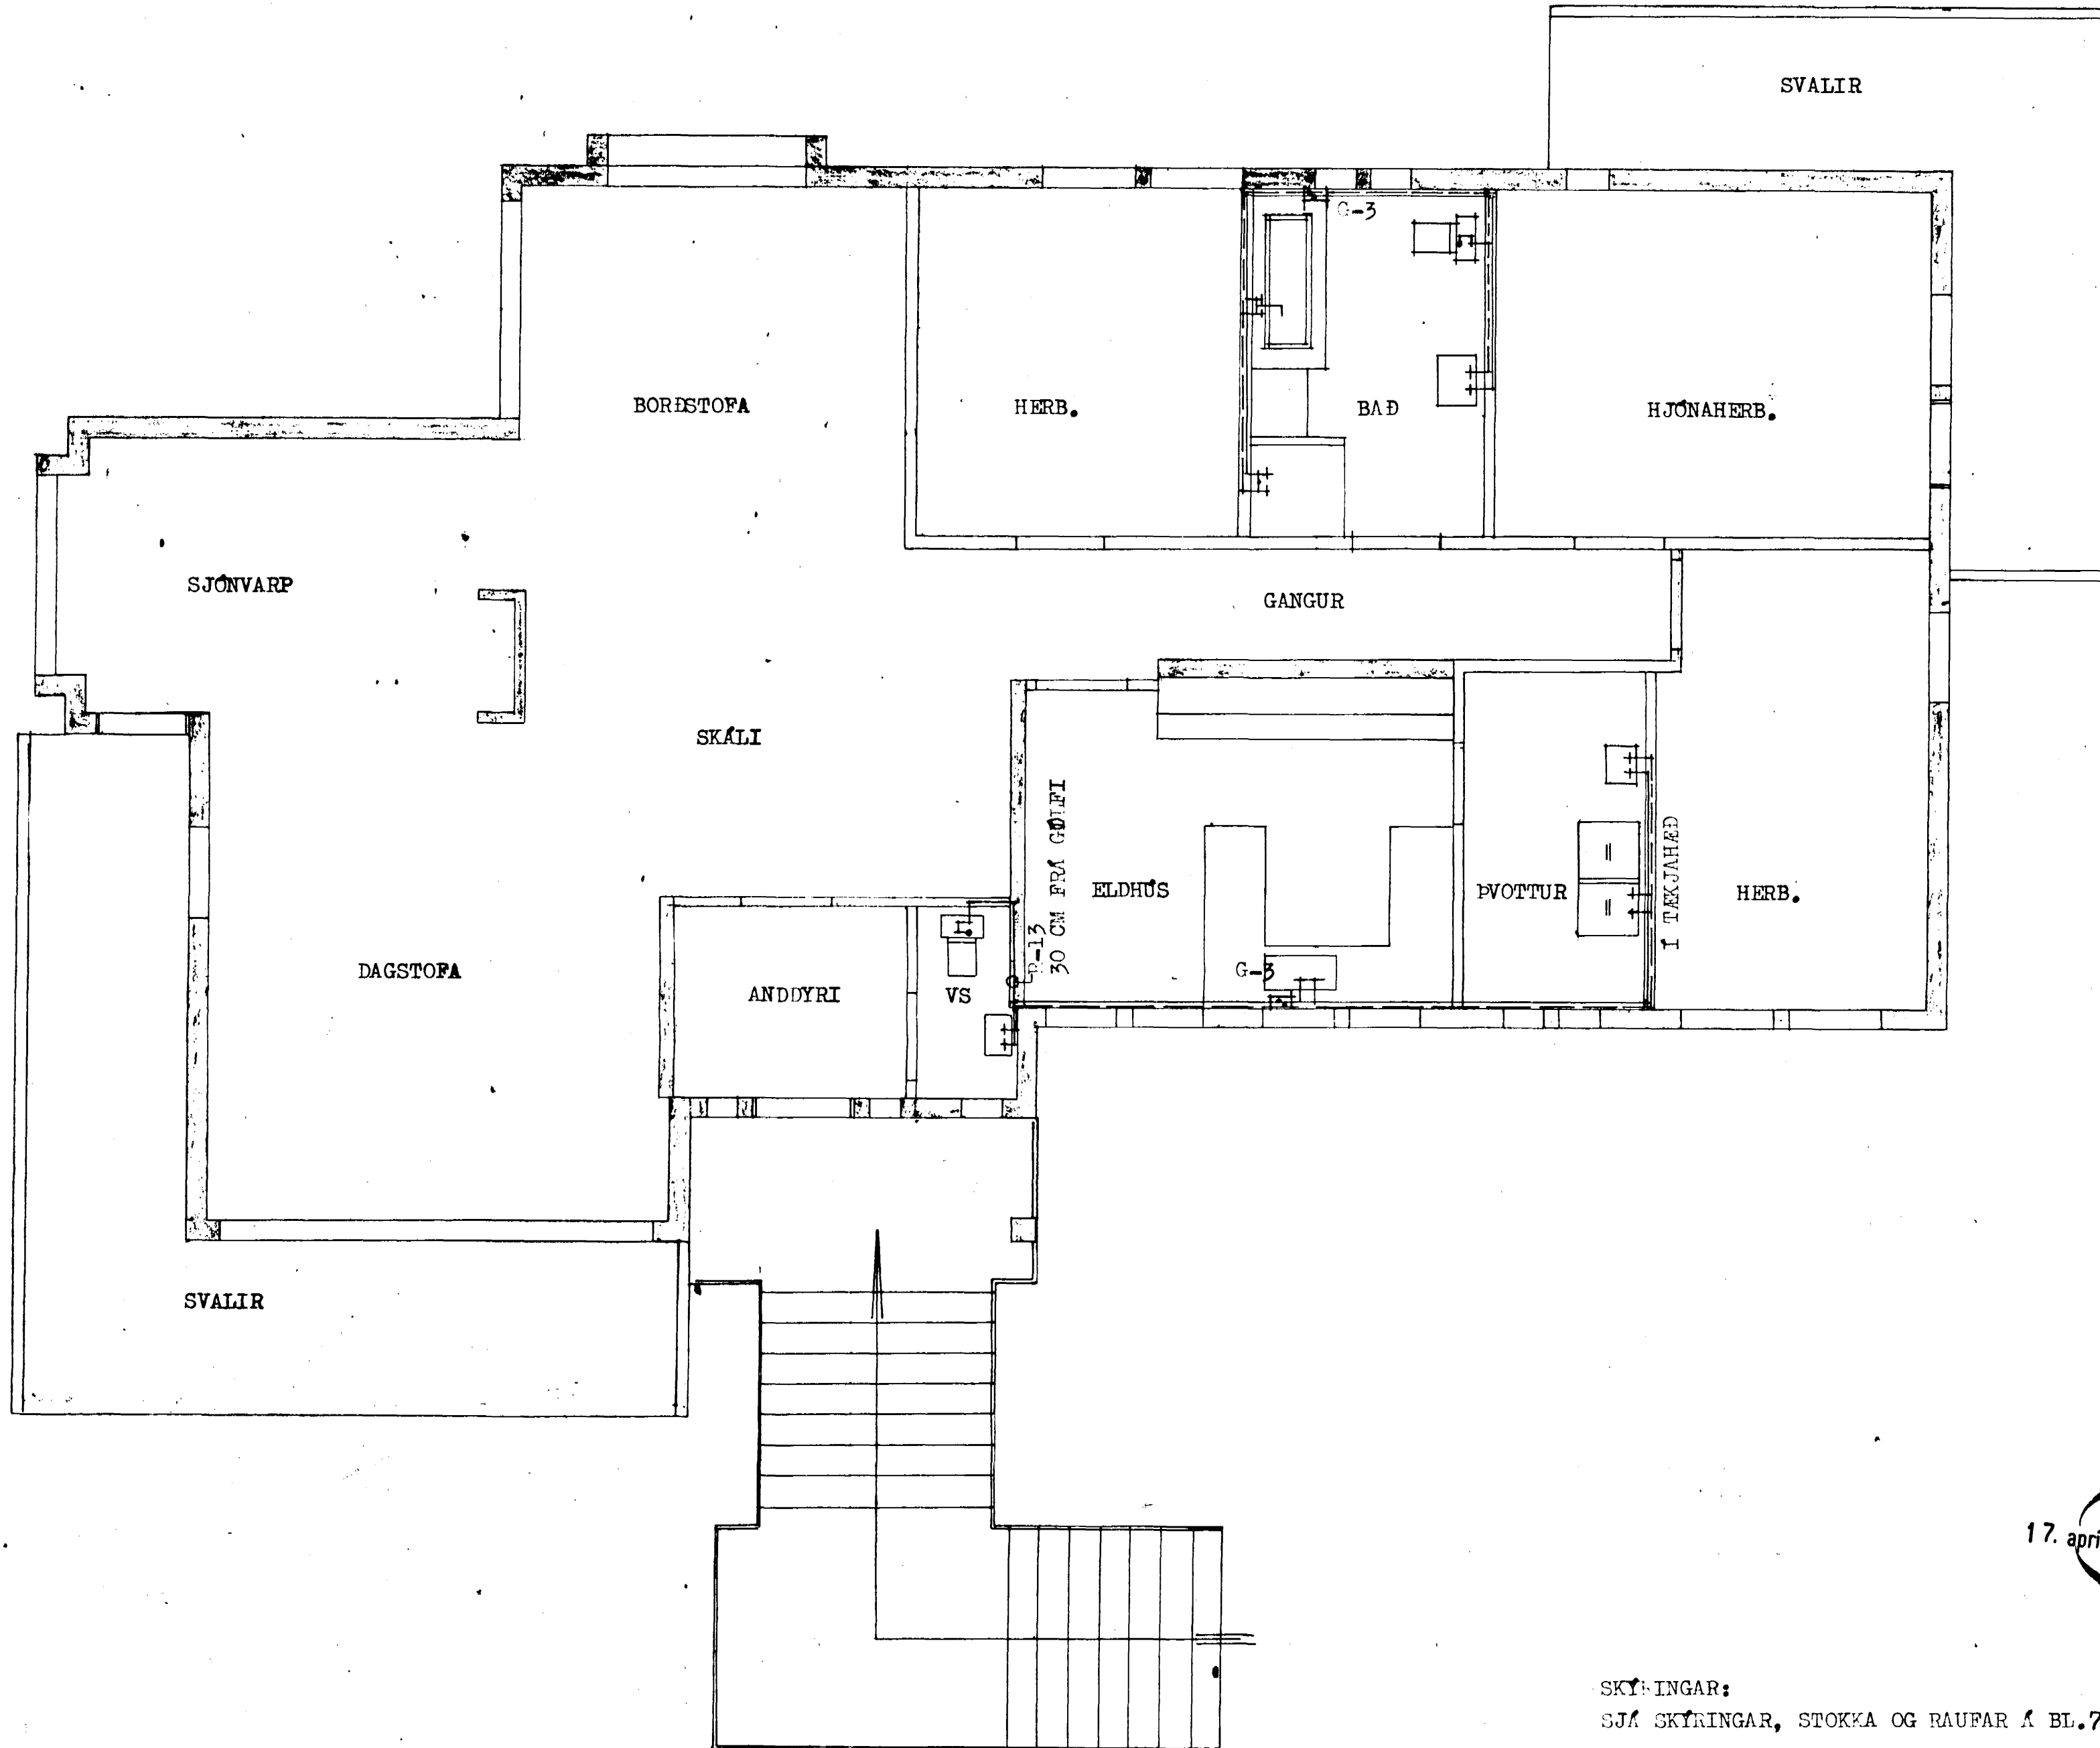 SVALIR
G-3
BORÐSTOFA
HERB.
BAÐ
HJÓNAHERB.
SJÓNVARP
GANGUR
SKÁLI
30 CM FRÁ GÓLFI
ELDHÚS
ÞVOTTUR
Í TÆKJAHÆÐ
HERB.
DAGSTOFA
ANDDYRI
VS
G-3
SVALIR
17.
SKÝRINGAR:
SJÁ SKÝRINGAR, STOKKA OG RAUFAR Á BL.7